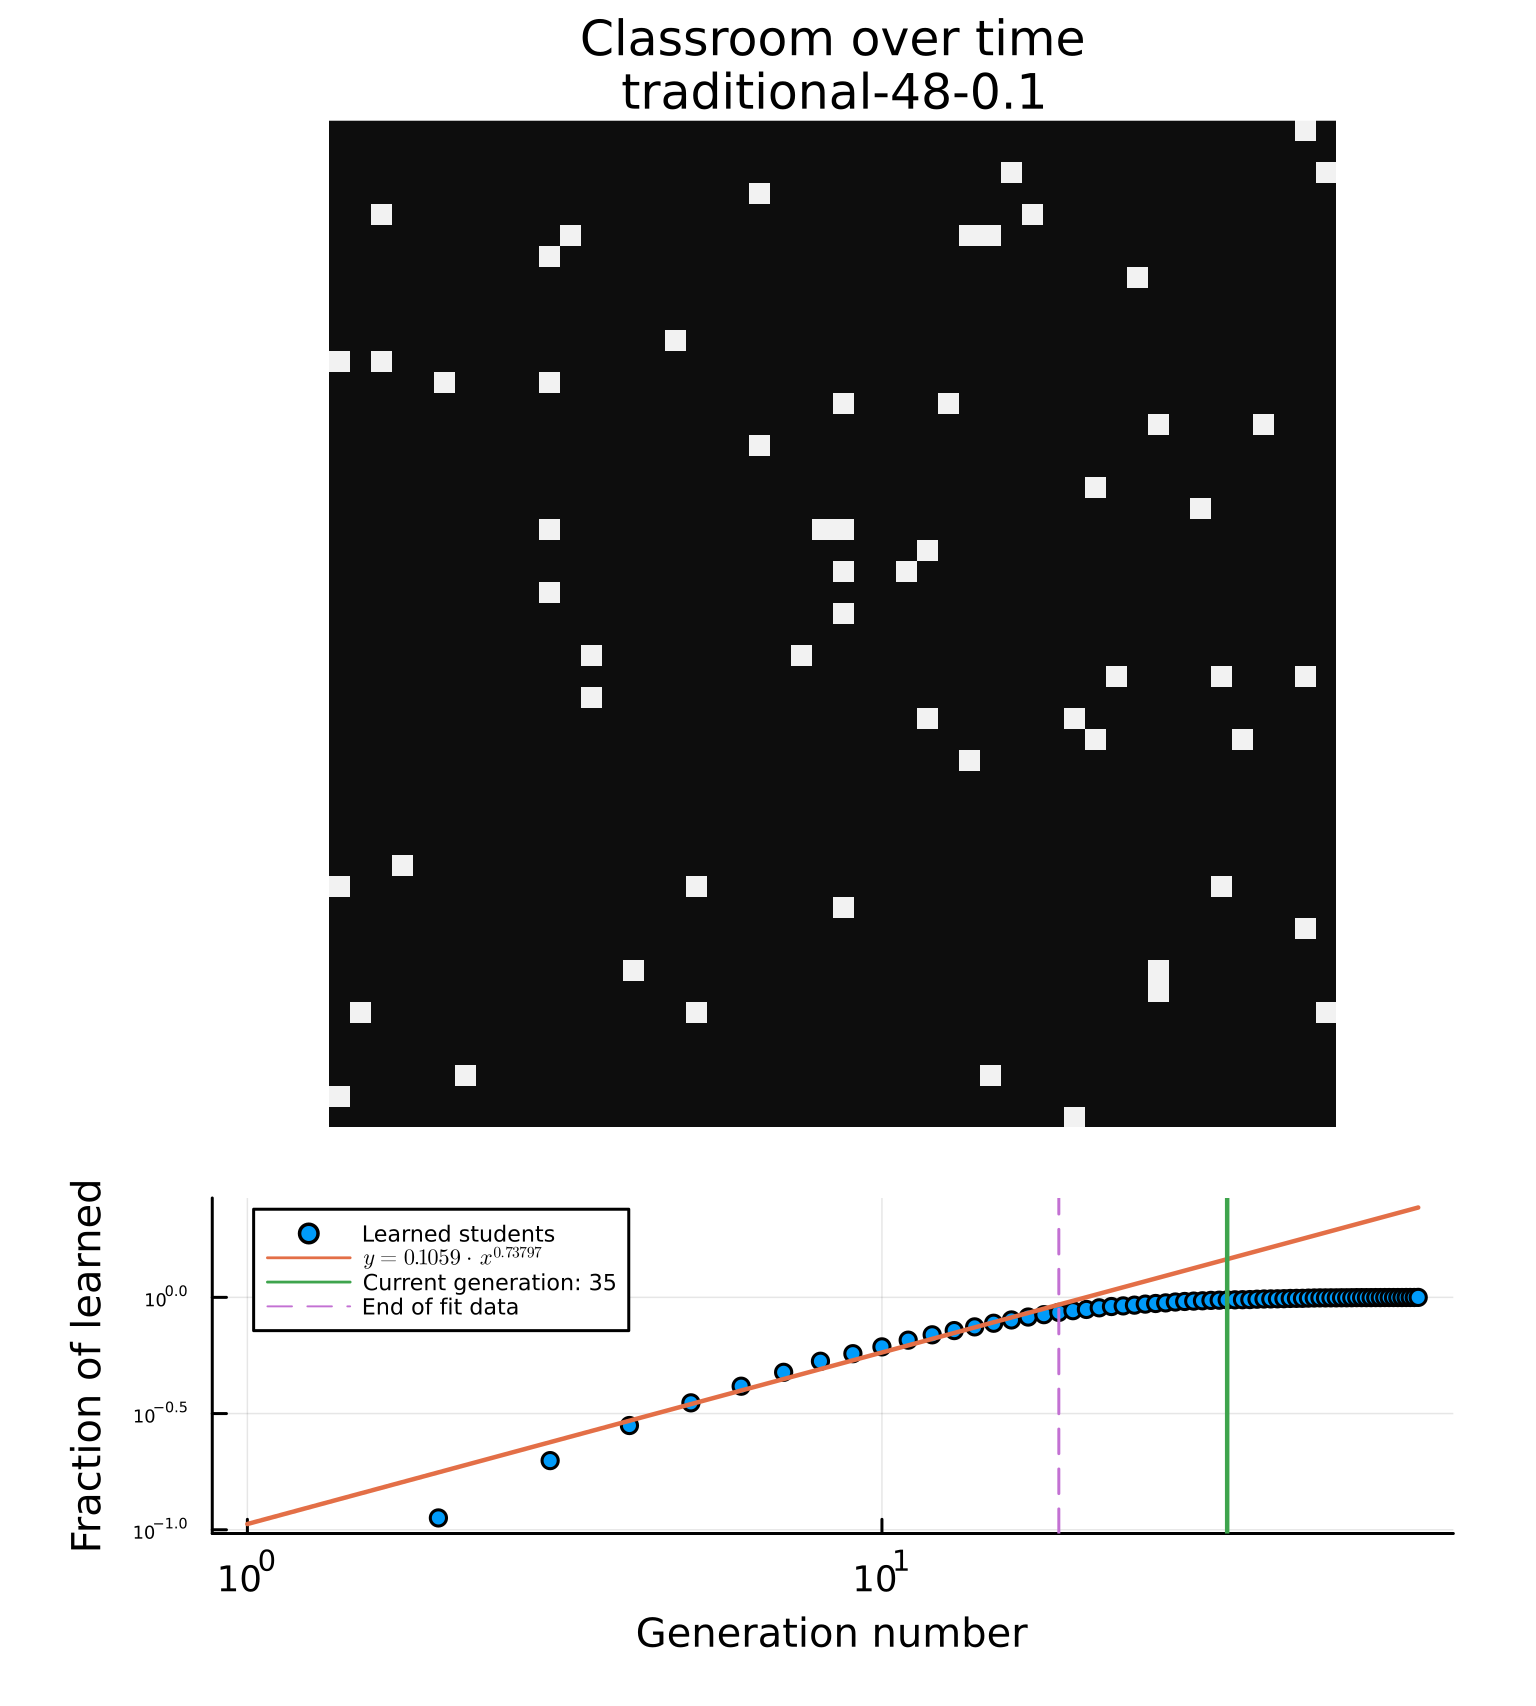 Classroom over time
traditional-48-0.1
Fraction of learned
Learned students
y = 0.1059 · x^0.73797
Current generation: 35
End of fit data
10^0.0
10^−0.5
10^−1.0
10^0
10^1
Generation number